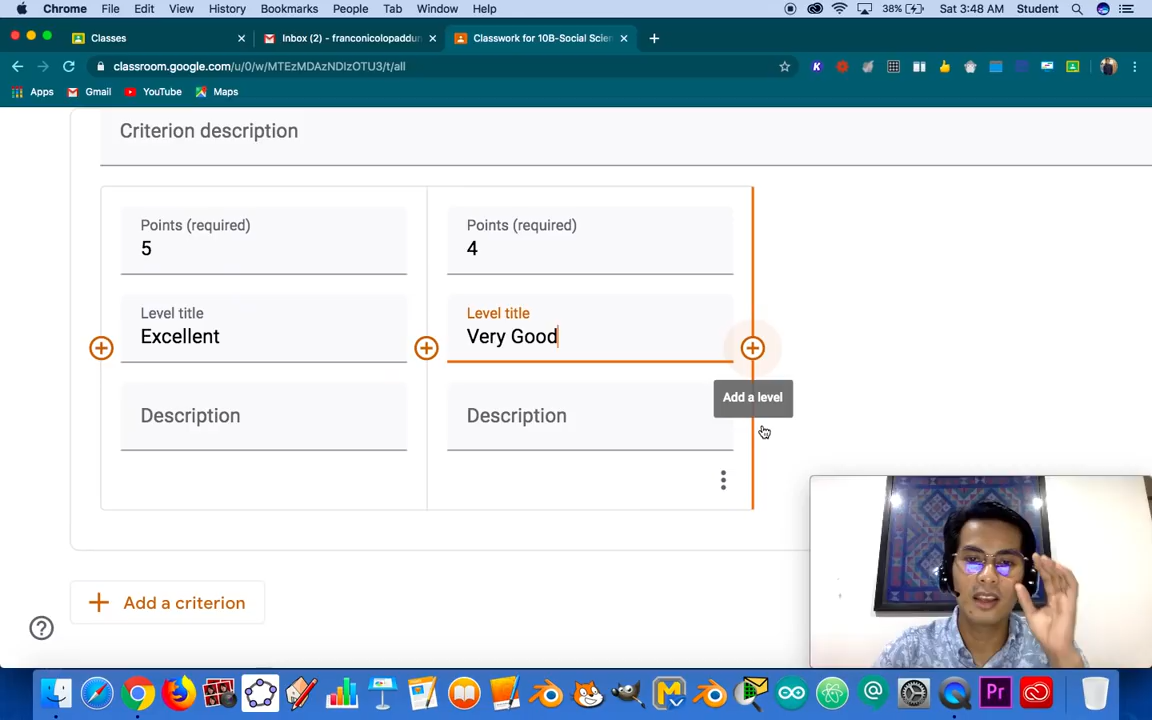 Chrome File Edit View History Bookmarks People Tab Window Help 38% Sat 3:48 AM Student
Classes Inbox (2) - franconicolopaddur Classwork for 10B-Social Scien
classroom.google.com/u/0/w/MTEzMDAzNDIzOTU3/t/all
Apps Gmail YouTube Maps
Criterion description
Points (required) Points (required)
5 4
Level title Level title
Excellent Very Good
Add a level
Description Description
Add a criterion